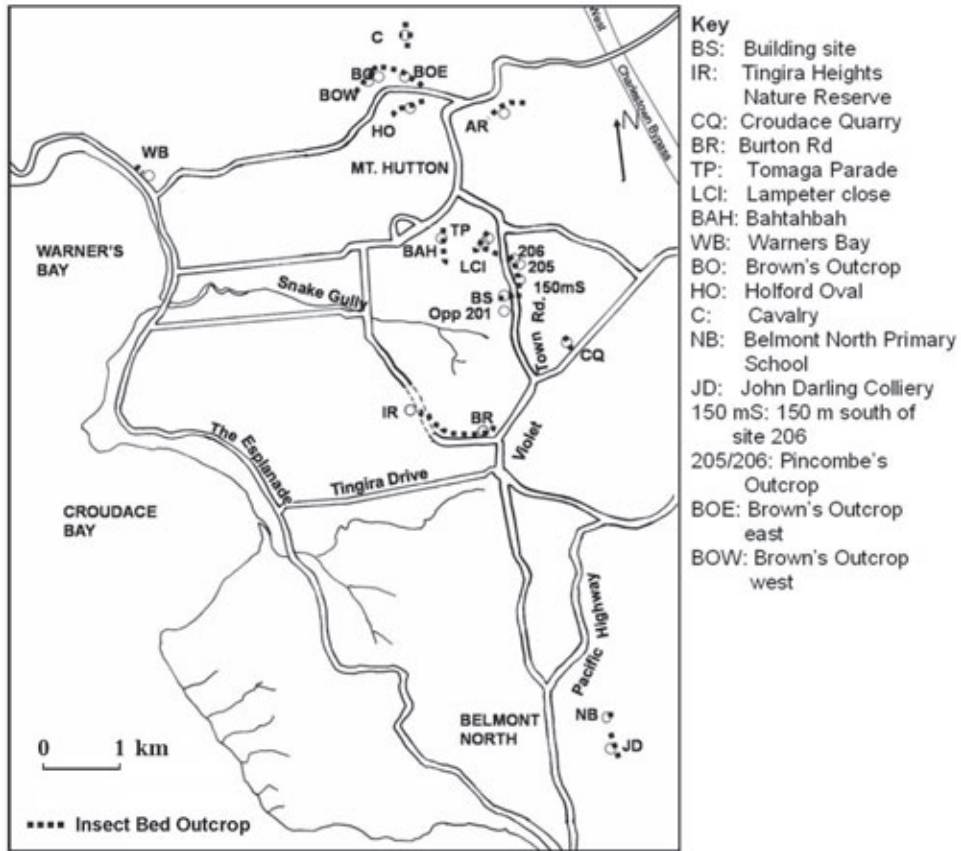 West
Charlestown Bypass
C
BO
BOE
BOW
HO
AR
N
WB
MT. HUTTON
WARNER'S
BAY
BAH
TP
LCI
206
205
150mS
BS
Opp 201
Snake Gully
Town Rd.
CQ
IR
BR
Violet
The Esplanade
Tingira Drive
CROUDACE
BAY
Pacific Highway
BELMONT
NORTH
NB
JD
0 1 km
Insect Bed Outcrop
Key
BS: Building site
IR: Tingira Heights
Nature Reserve
CQ: Croudace Quarry
BR: Burton Rd
TP: Tomaga Parade
LCI: Lampeter close
BAH: Bahtahbah
WB: Warners Bay
BO: Brown's Outcrop
HO: Holford Oval
C: Cavalry
NB: Belmont North Primary
School
JD: John Darling Colliery
150 mS: 150 m south of
site 206
205/206: Pincombe's
Outcrop
BOE: Brown's Outcrop
east
BOW: Brown's Outcrop
west